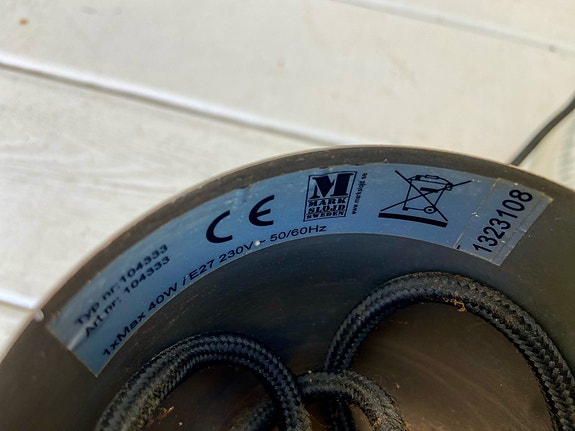 Typ nr: 104333
Art.nr: 104333
1xMax 40W / E27 230V ~ 50/60Hz
CE
M
MARK
SLÖJD
SWEDEN
www.markslojd.se
1323108